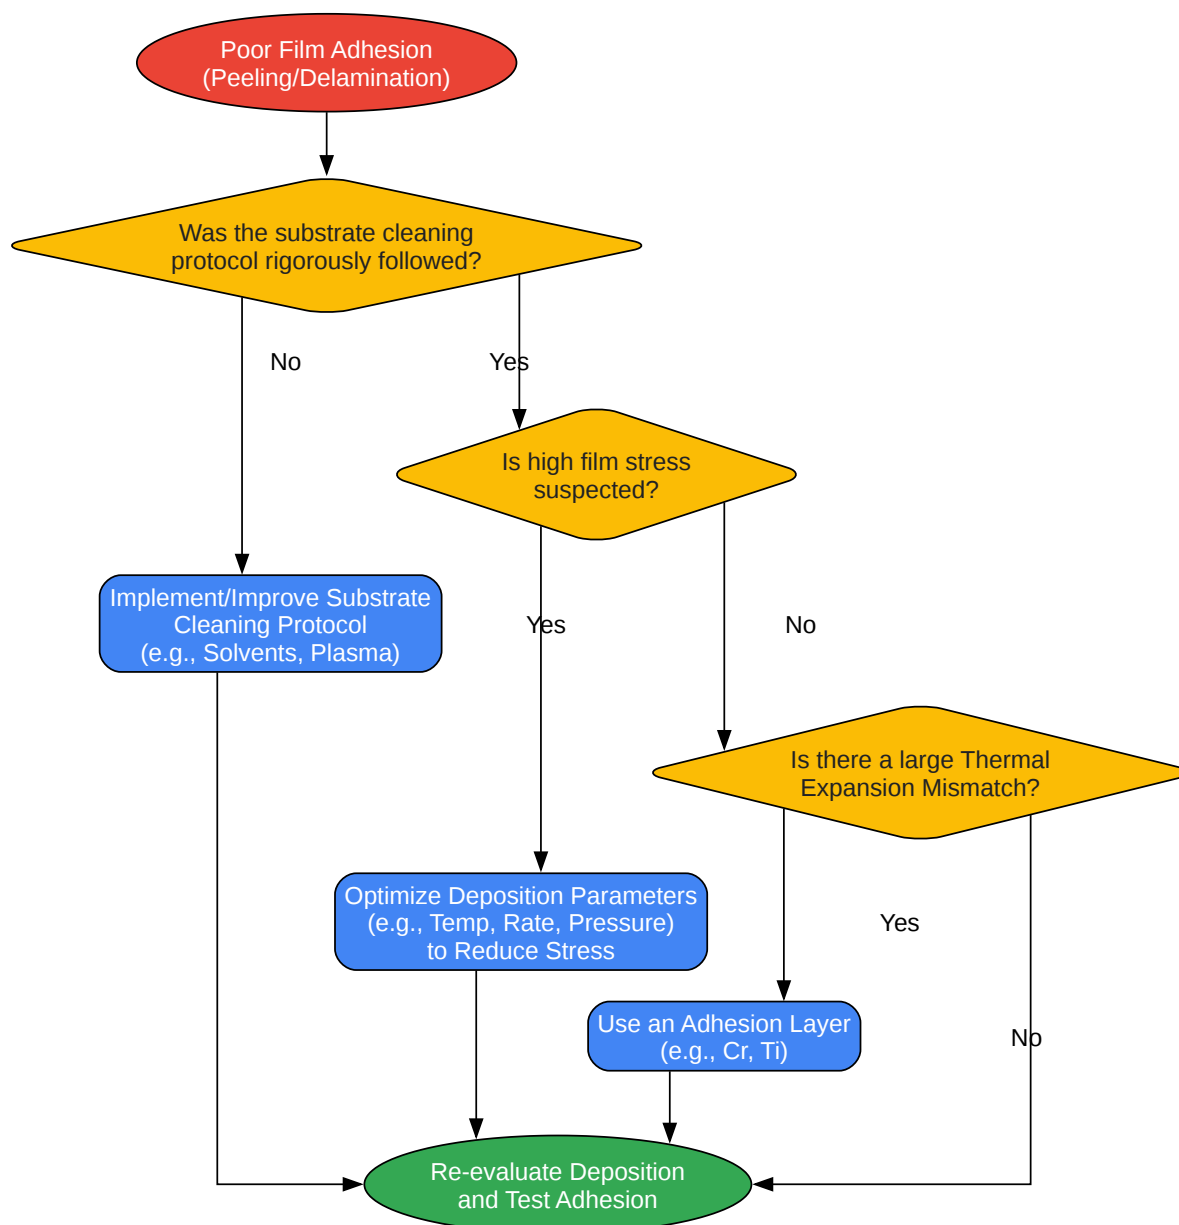 Poor Film Adhesion
(Peeling/Delamination)
Was the substrate cleaning
protocol rigorously followed?
No
Yes
Is high film stress
suspected?
Implement/Improve Substrate
Cleaning Protocol
(e.g., Solvents, Plasma)
Yes
No
Is there a large Thermal
Expansion Mismatch?
Optimize Deposition Parameters
(e.g., Temp, Rate, Pressure)
to Reduce Stress
Yes
Use an Adhesion Layer
(e.g., Cr, Ti)
No
Re-evaluate Deposition
and Test Adhesion